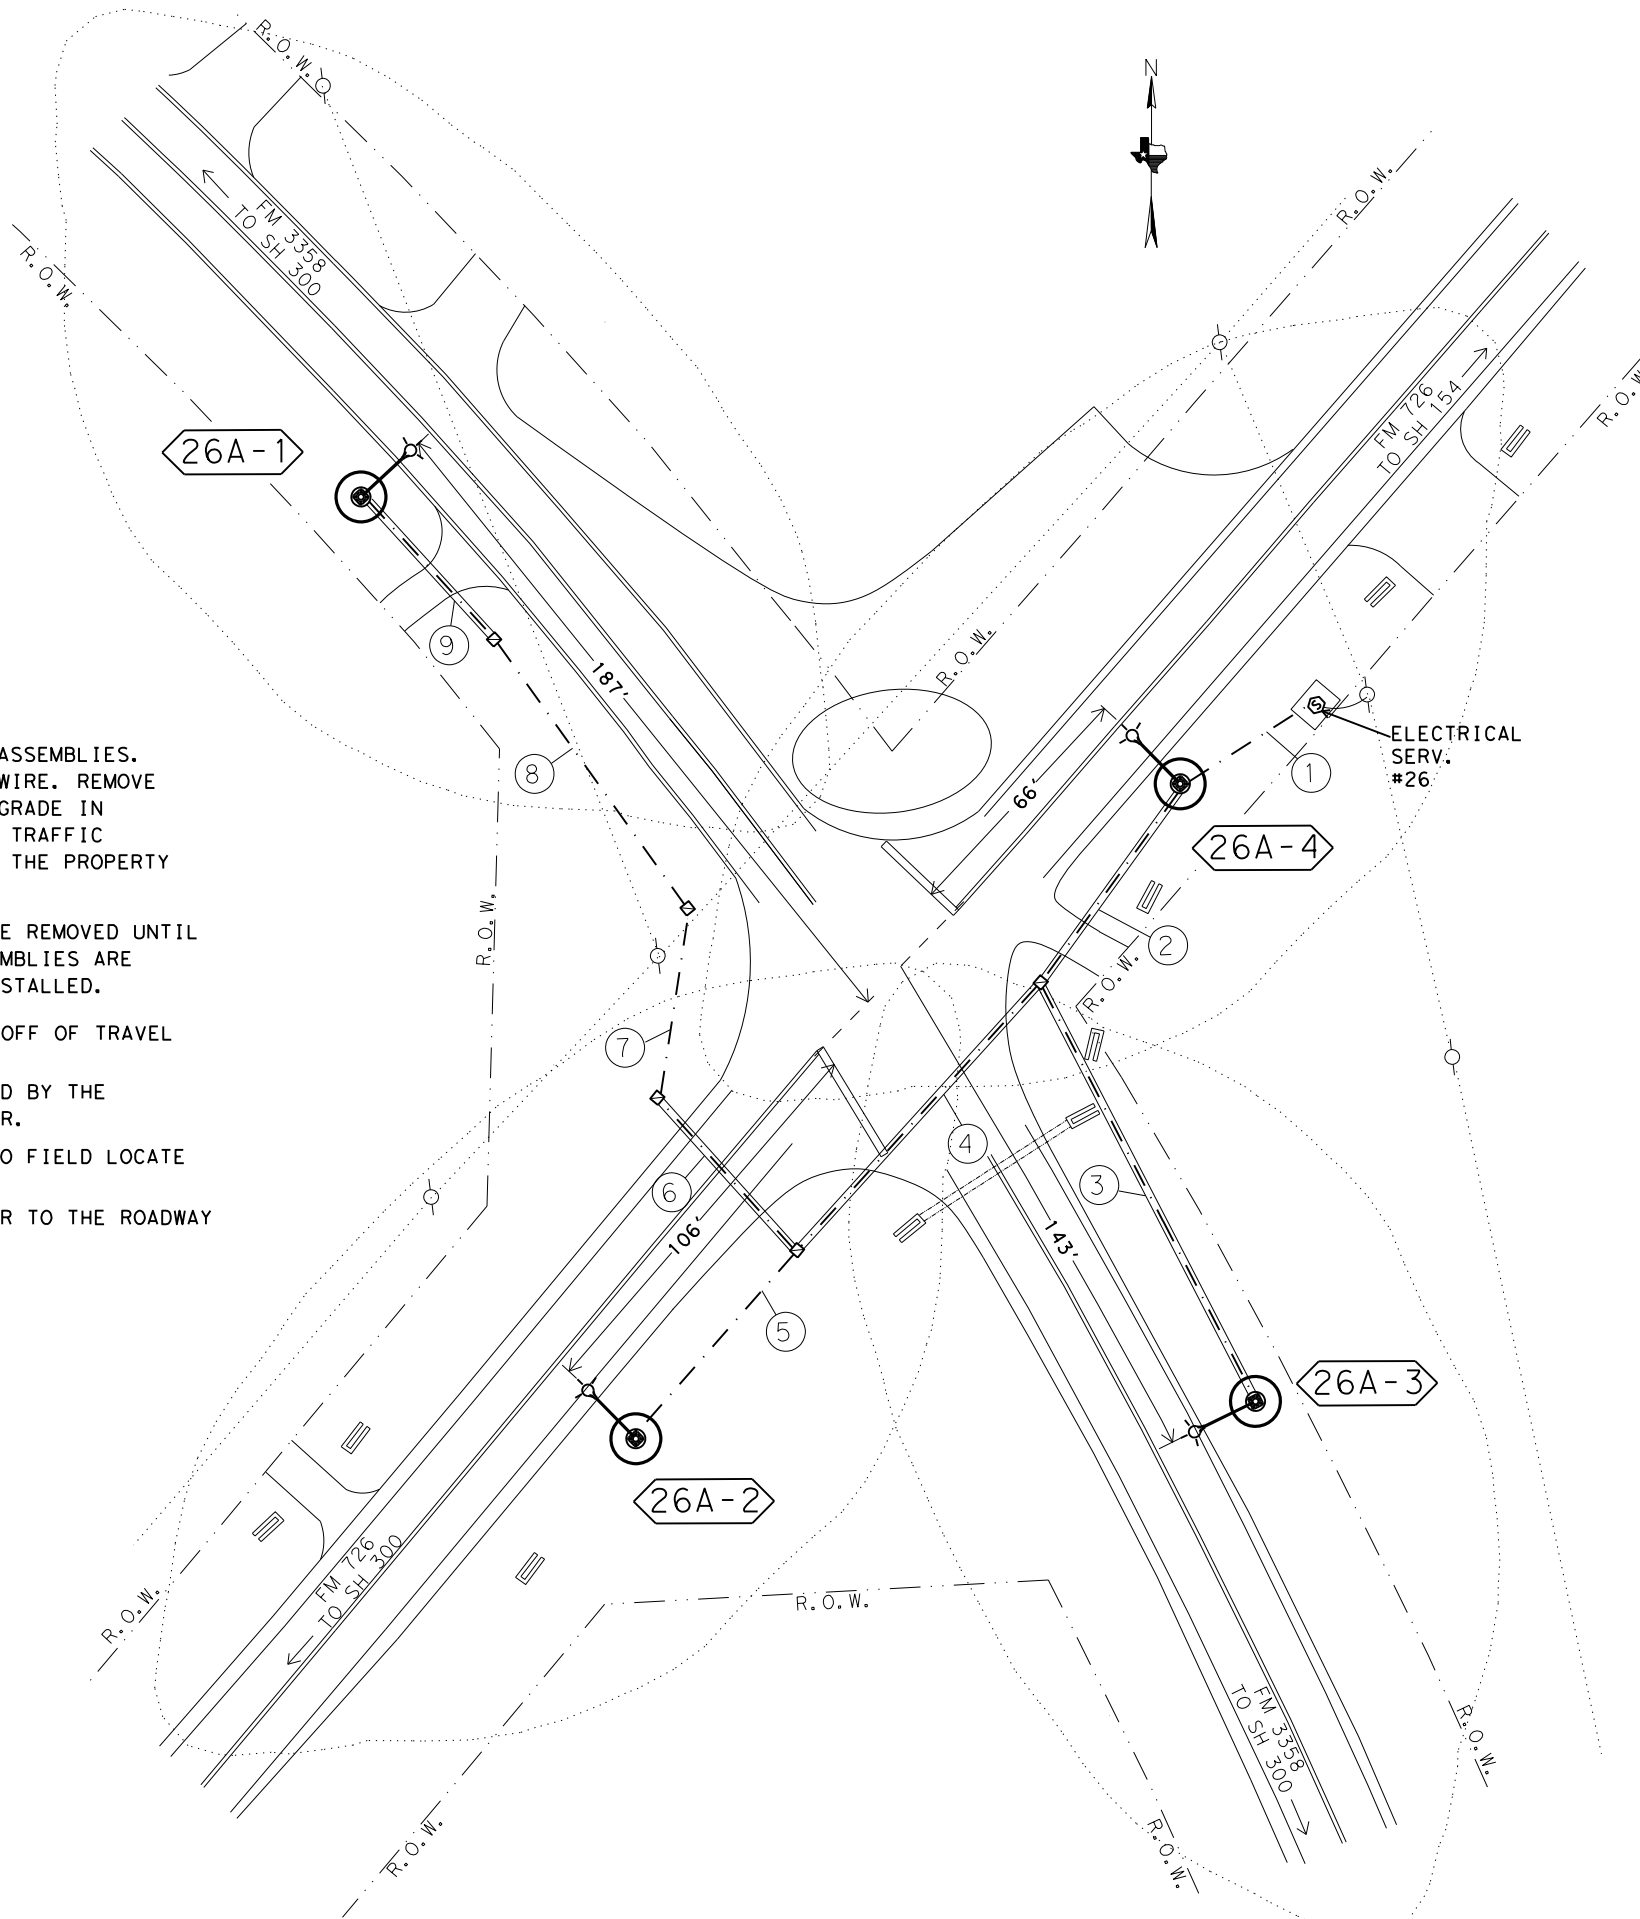 R.O.W.
N
R.O.W.
FM 3358
TO SH 300
R.O.W.
FM 726
TO SH 154
R.O.W.
26A-1
9
R.O.W.
187'
S
ELECTRICAL
SERV.
#26
1
8
66'
26A-4
ASSEMBLIES.
WIRE. REMOVE
GRADE IN
TRAFFIC
THE PROPERTY
E REMOVED UNTIL
MBLIES ARE
STALLED.
OFF OF TRAVEL
D BY THE
R.
O FIELD LOCATE
R TO THE ROADWAY
R.O.W.
2
R.O.W.
7
4
3
6
106'
143'
5
26A-3
26A-2
FM 726
TO SH 300
R.O.W.
R.O.W.
FM 3358
TO SH 300
R.O.W.
R.O.W.
R.O.W.